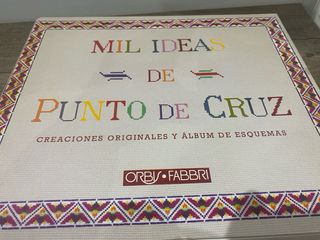 MIL IDEAS
DE
PUNTO DE CRUZ
CREACIONES ORIGINALES Y ÁLBUM DE ESQUEMAS
ORBIS•FABBRI